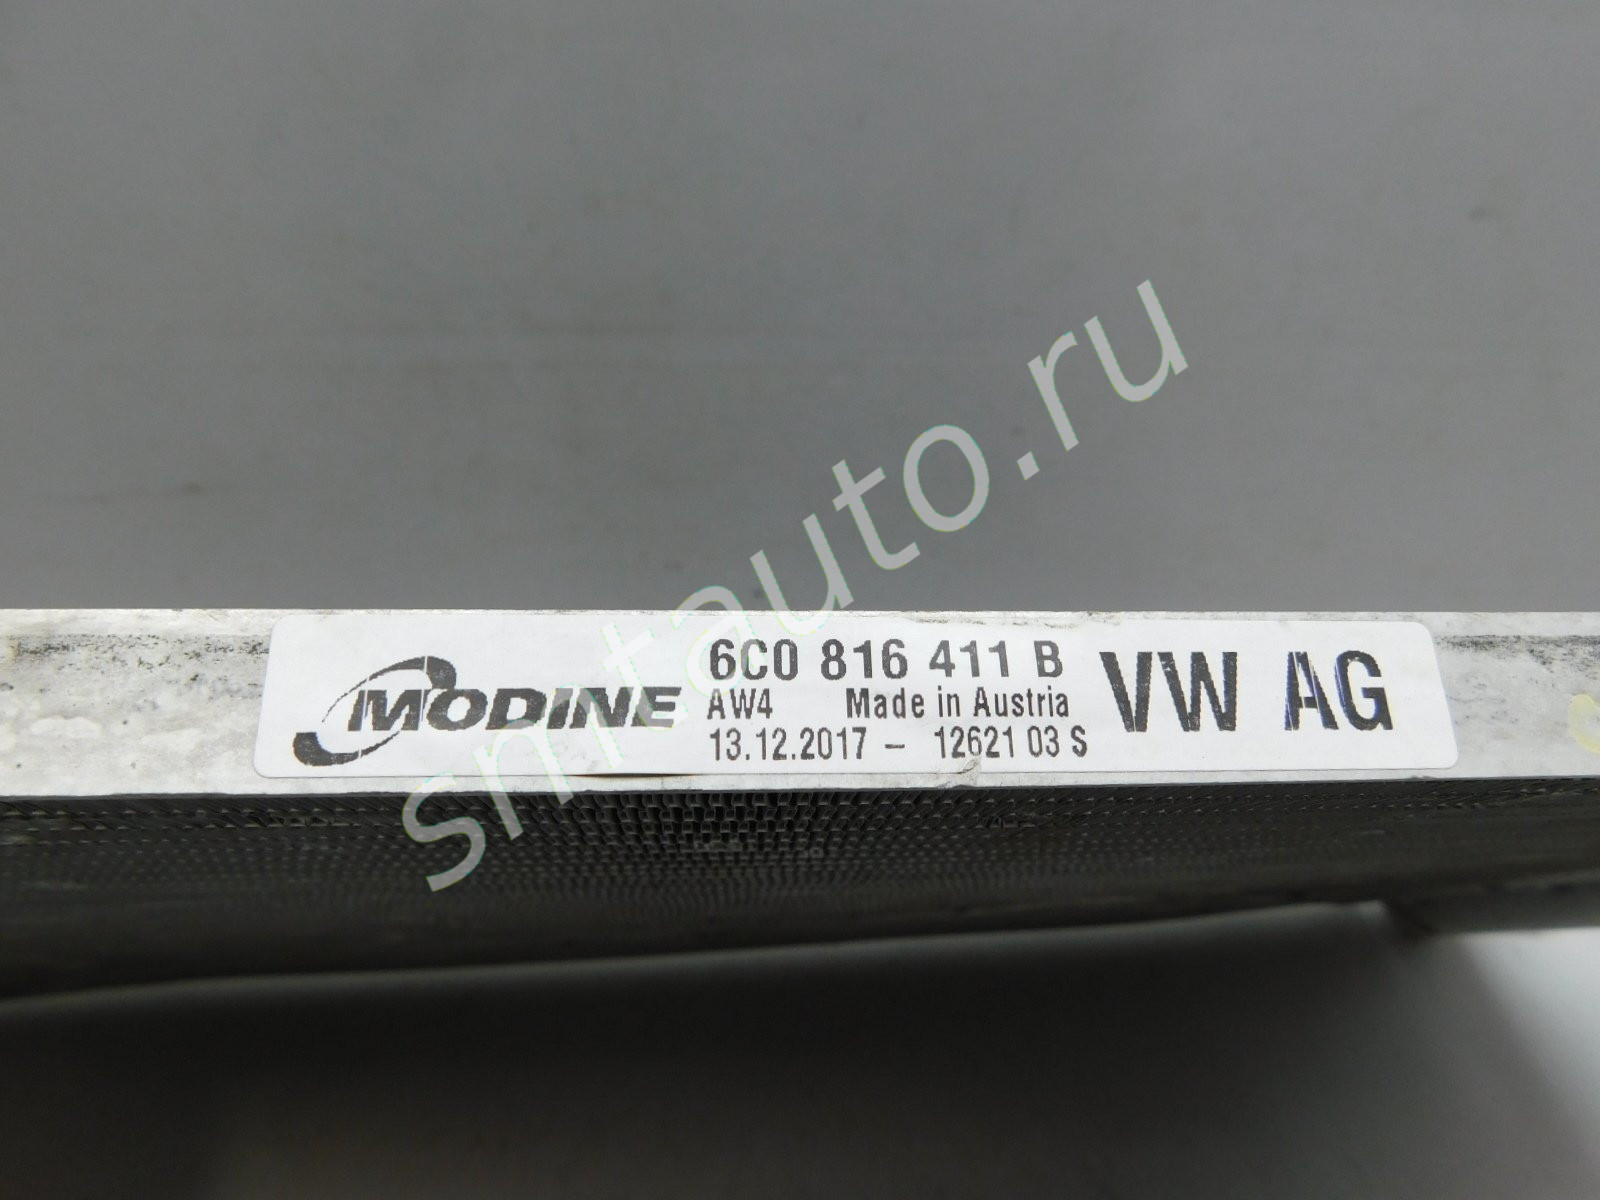 MODINE
6C0 816 411 B
AW4 Made in Austria
13.12.2017 - 12621 03 S
VW AG
smtauto.ru